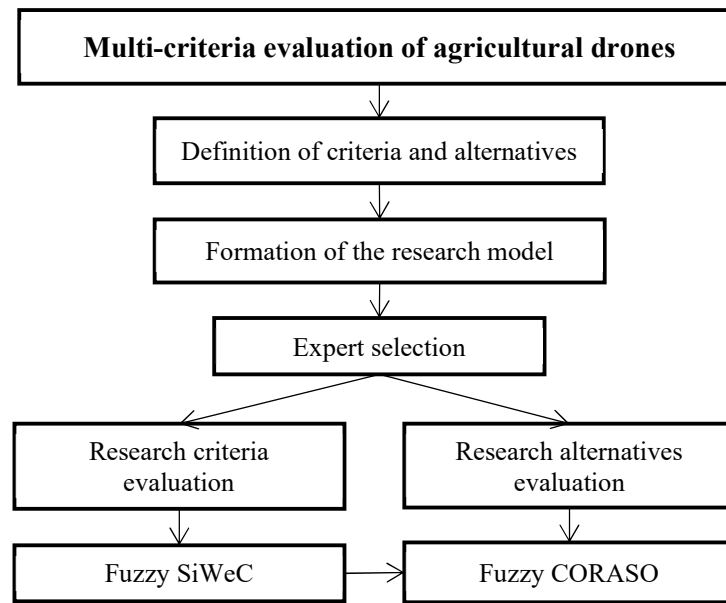 Multi-criteria evaluation of agricultural drones
Definition of criteria and alternatives
Formation of the research model
Expert selection
Research criteria
evaluation
Research alternatives
evaluation
Fuzzy SiWeC
Fuzzy CORASO